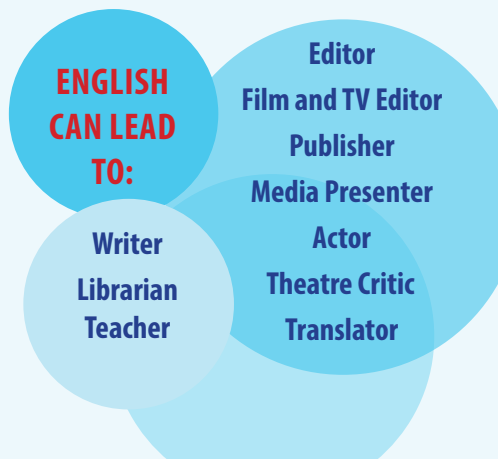 ENGLISH
CAN LEAD
TO:
Writer
Librarian
Teacher
Editor
Film and TV Editor
Publisher
Media Presenter
Actor
Theatre Critic
Translator